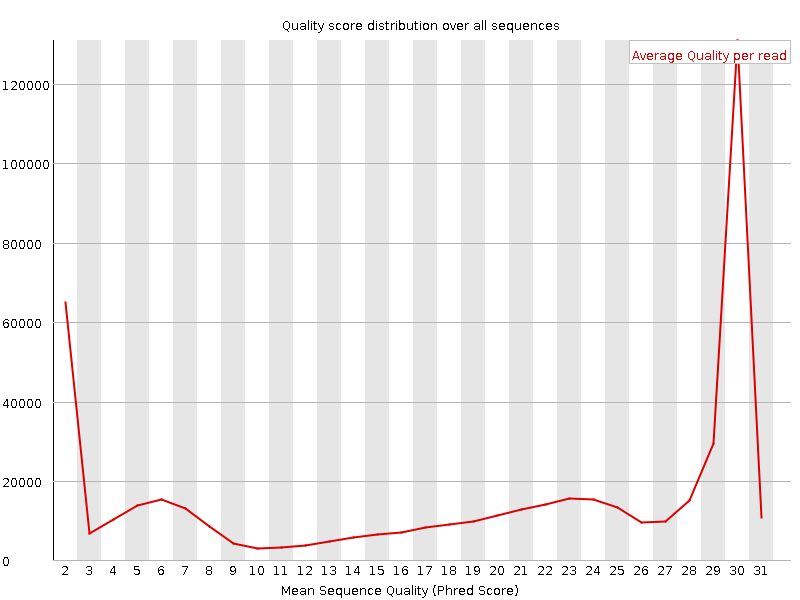 Quality score distribution over all sequences
Average Quality per read
120000
100000
80000
60000
40000
20000
0
2 3 4 5 6 7 8 9 10 11 12 13 14 15 16 17 18 19 20 21 22 23 24 25 26 27 28 29 30 31
Mean Sequence Quality (Phred Score)